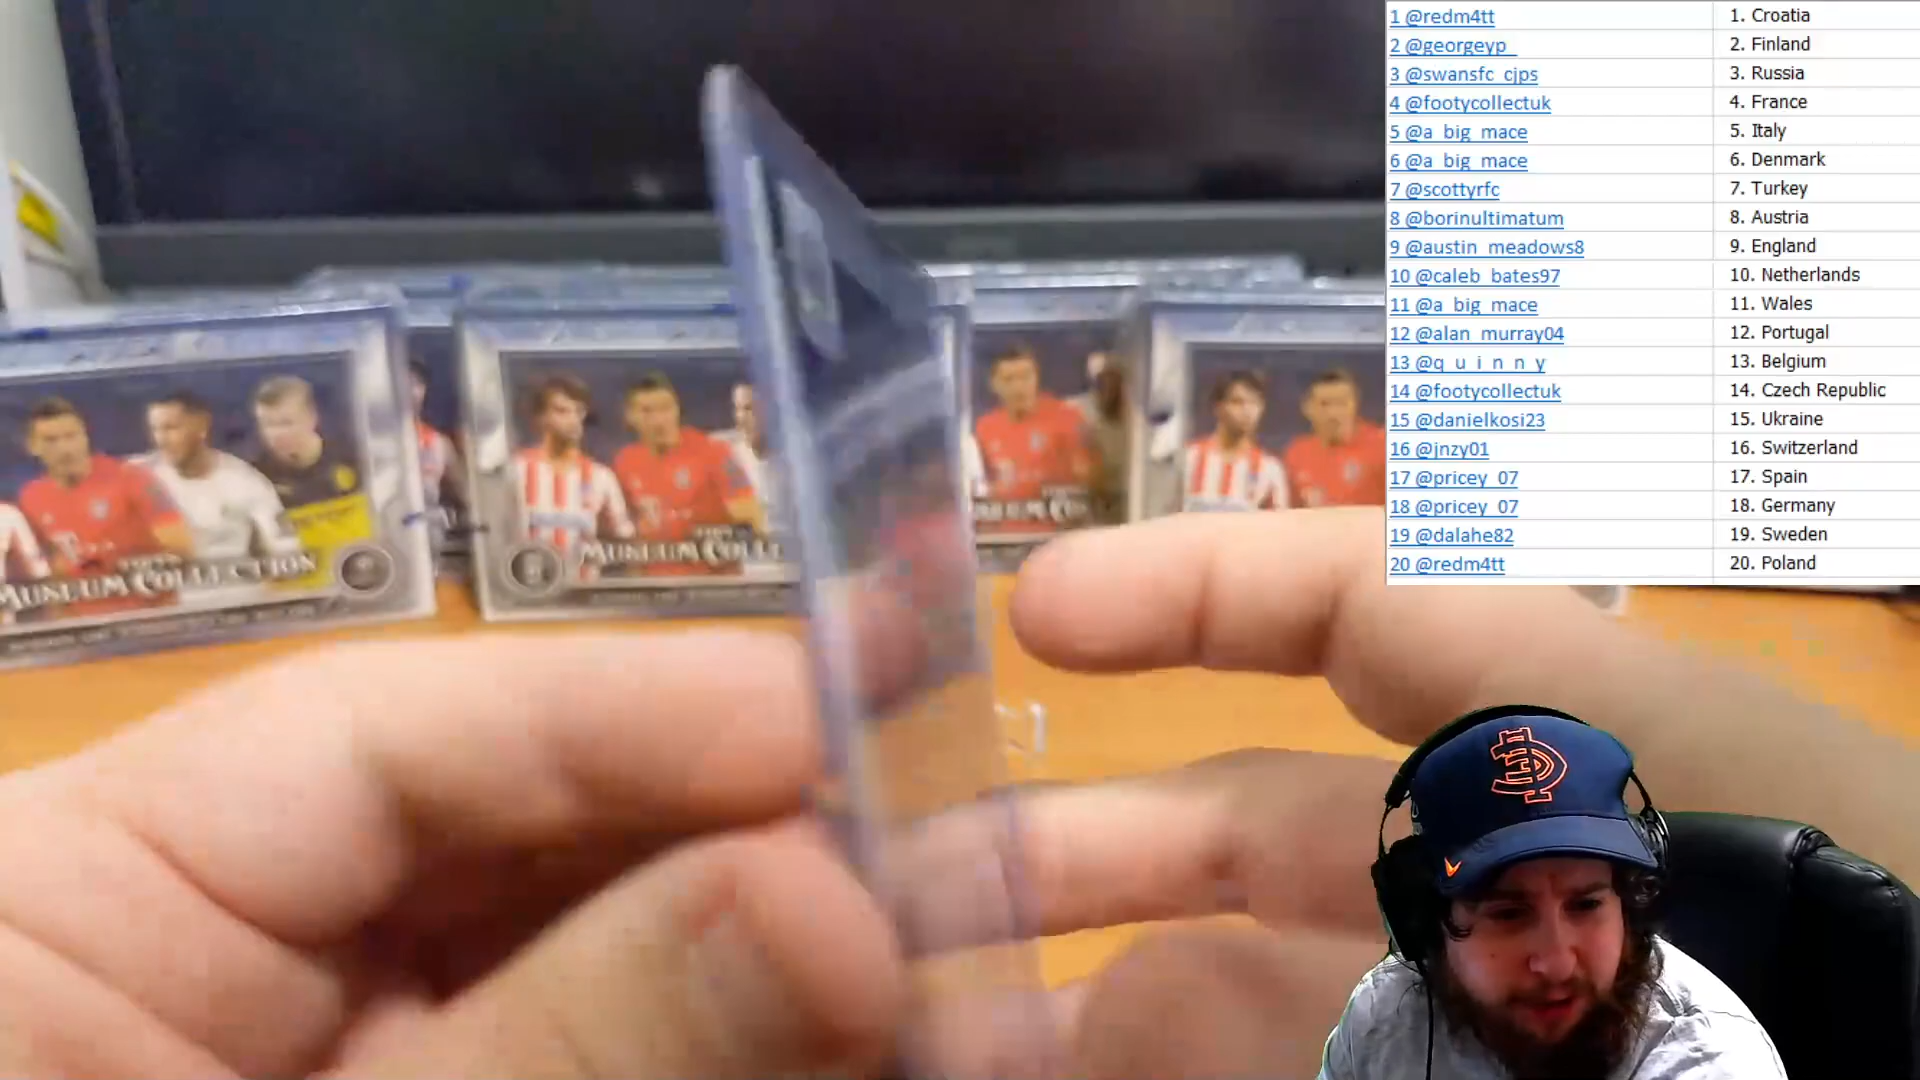 1 @redm4tt 1. Croatia
2 @georgeyp_ 2. Finland
3 @swansfc_cjps 3. Russia
4 @footycollectuk 4. France
5 @a_big_mace 5. Italy
6 @a_big_mace 6. Denmark
7 @scottyrfc 7. Turkey
8 @borinultimatum 8. Austria
9 @austin_meadows8 9. England
10 @caleb_bates97 10. Netherlands
11 @a_big_mace 11. Wales
12 @alan_murray04 12. Portugal
13 @q_u_i_n_n_y 13. Belgium
14 @footycollectuk 14. Czech Republic
15 @danielkosi23 15. Ukraine
16 @jnzy01 16. Switzerland
17 @pricey_07 17. Spain
18 @pricey_07 18. Germany
19 @dalahe82 19. Sweden
20 @redm4tt 20. Poland
TOPPS
MUSEUM COLLECTION
TOPPS
MUSEUM COLLE